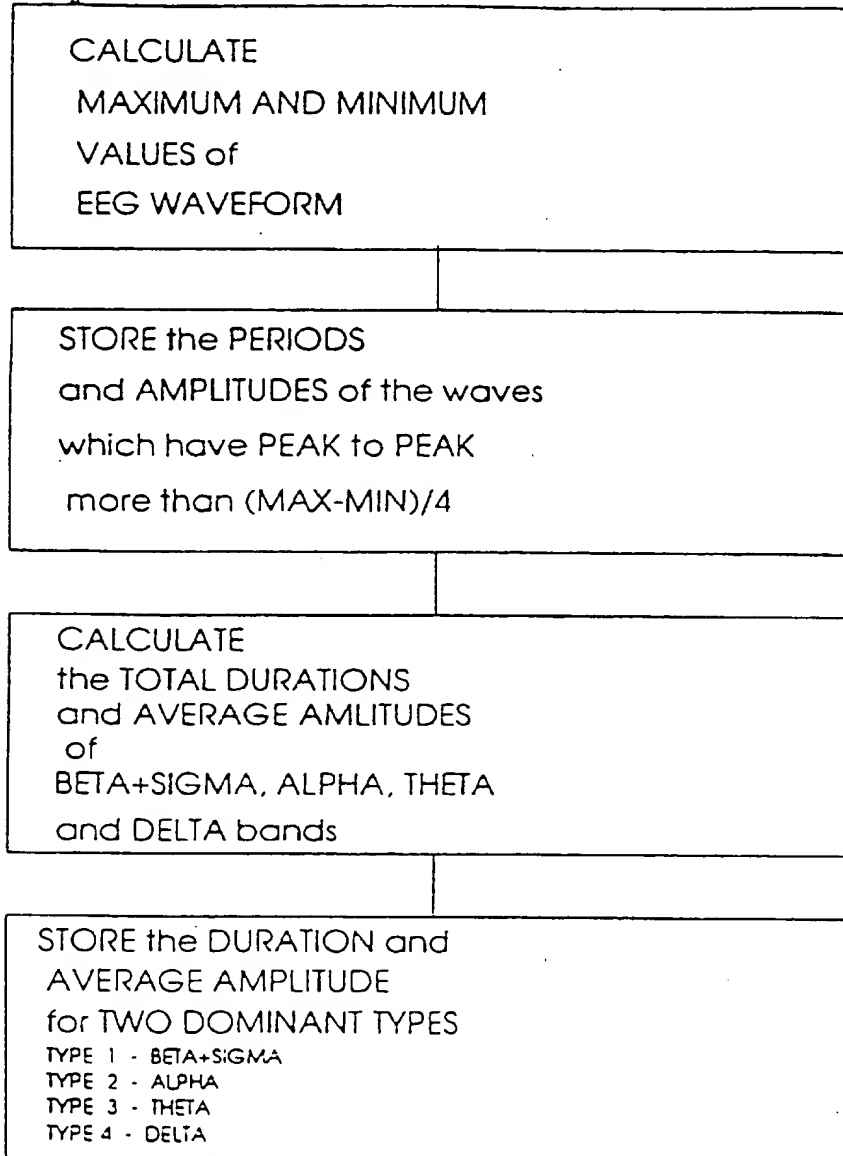 CALCULATE
MAXIMUM AND MINIMUM
VALUES of
EEG WAVEFORM
STORE the PERIODS
and AMPLITUDES of the waves
which have PEAK to PEAK
more than (MAX-MIN)/4
CALCULATE
the TOTAL DURATIONS
and AVERAGE AMLITUDES
of
BETA+SIGMA, ALPHA, THETA
and DELTA bands
STORE the DURATION and
AVERAGE AMPLITUDE
for TWO DOMINANT TYPES
TYPE 1 - BETA+SIGMA
TYPE 2 - ALPHA
TYPE 3 - THETA
TYPE 4 - DELTA